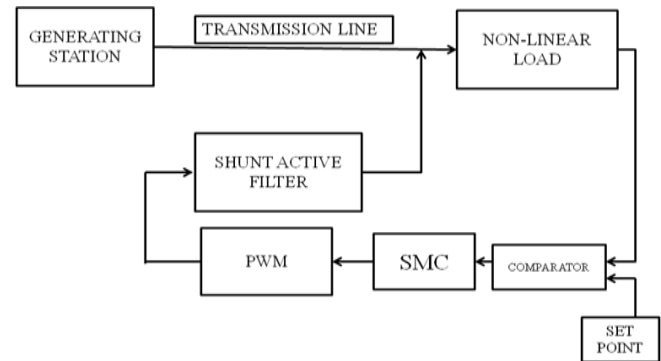 GENERATING
STATION
TRANSMISSION LINE
NON-LINEAR
LOAD
SHUNT ACTIVE
FILTER
PWM
SMC
COMPARATOR
SET
POINT